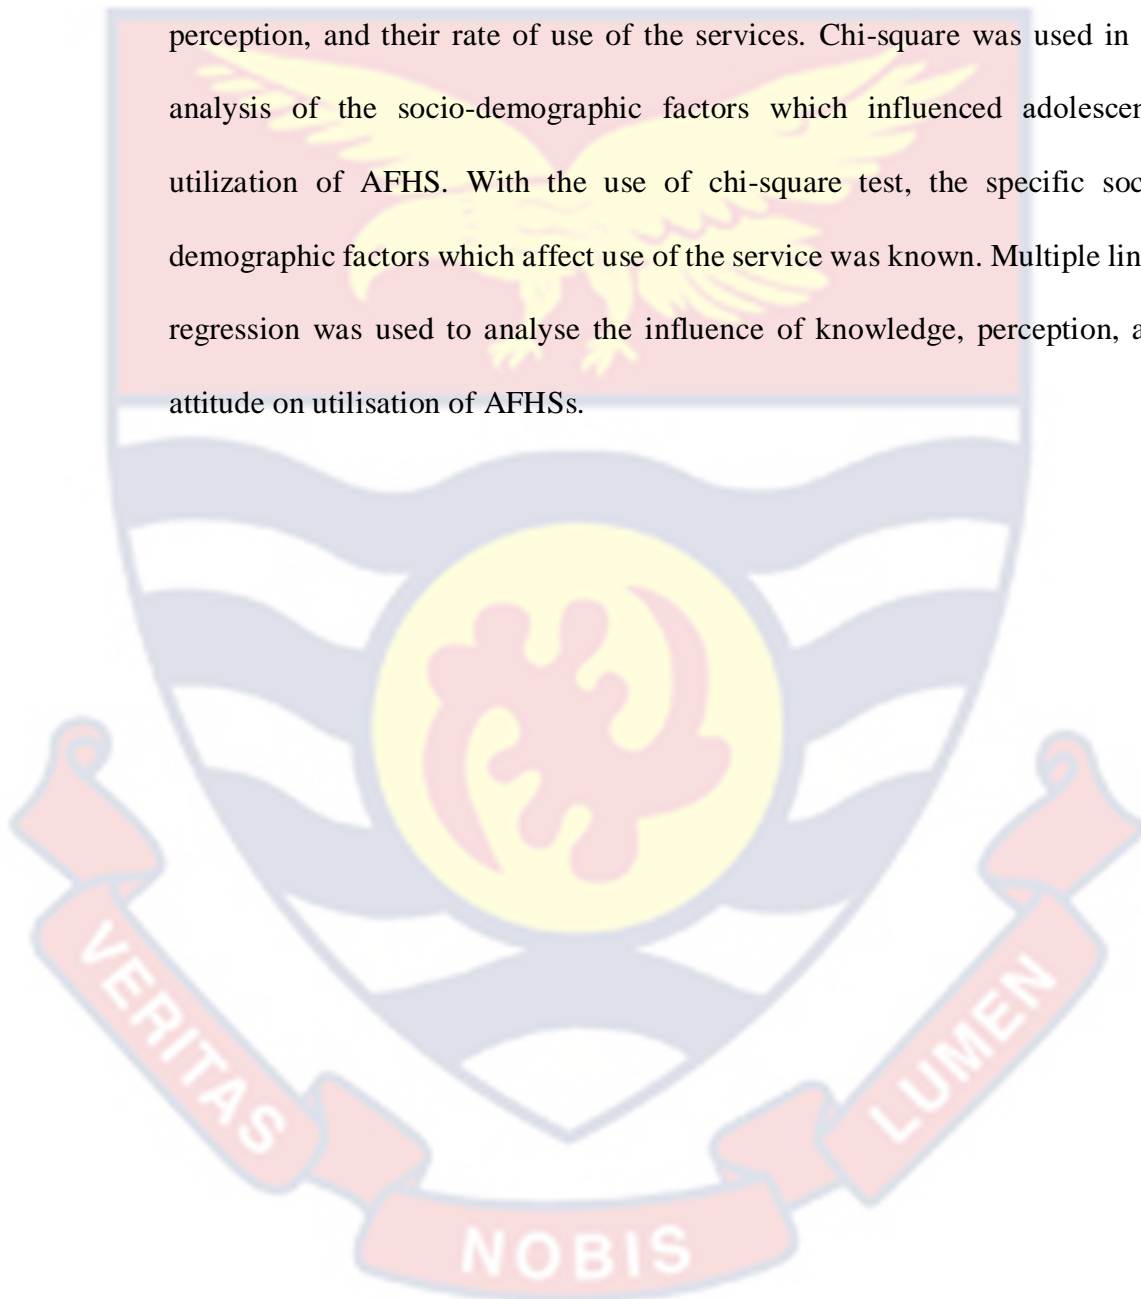 perception, and their rate of use of the services. Chi-square was used in
analysis of the socio-demographic factors which influenced adolescen
utilization of AFHS. With the use of chi-square test, the specific soc
demographic factors which affect use of the service was known. Multiple lin
regression was used to analyse the influence of knowledge, perception, a
attitude on utilisation of AFHSs.
VERITAS
NOBIS
LUMEN